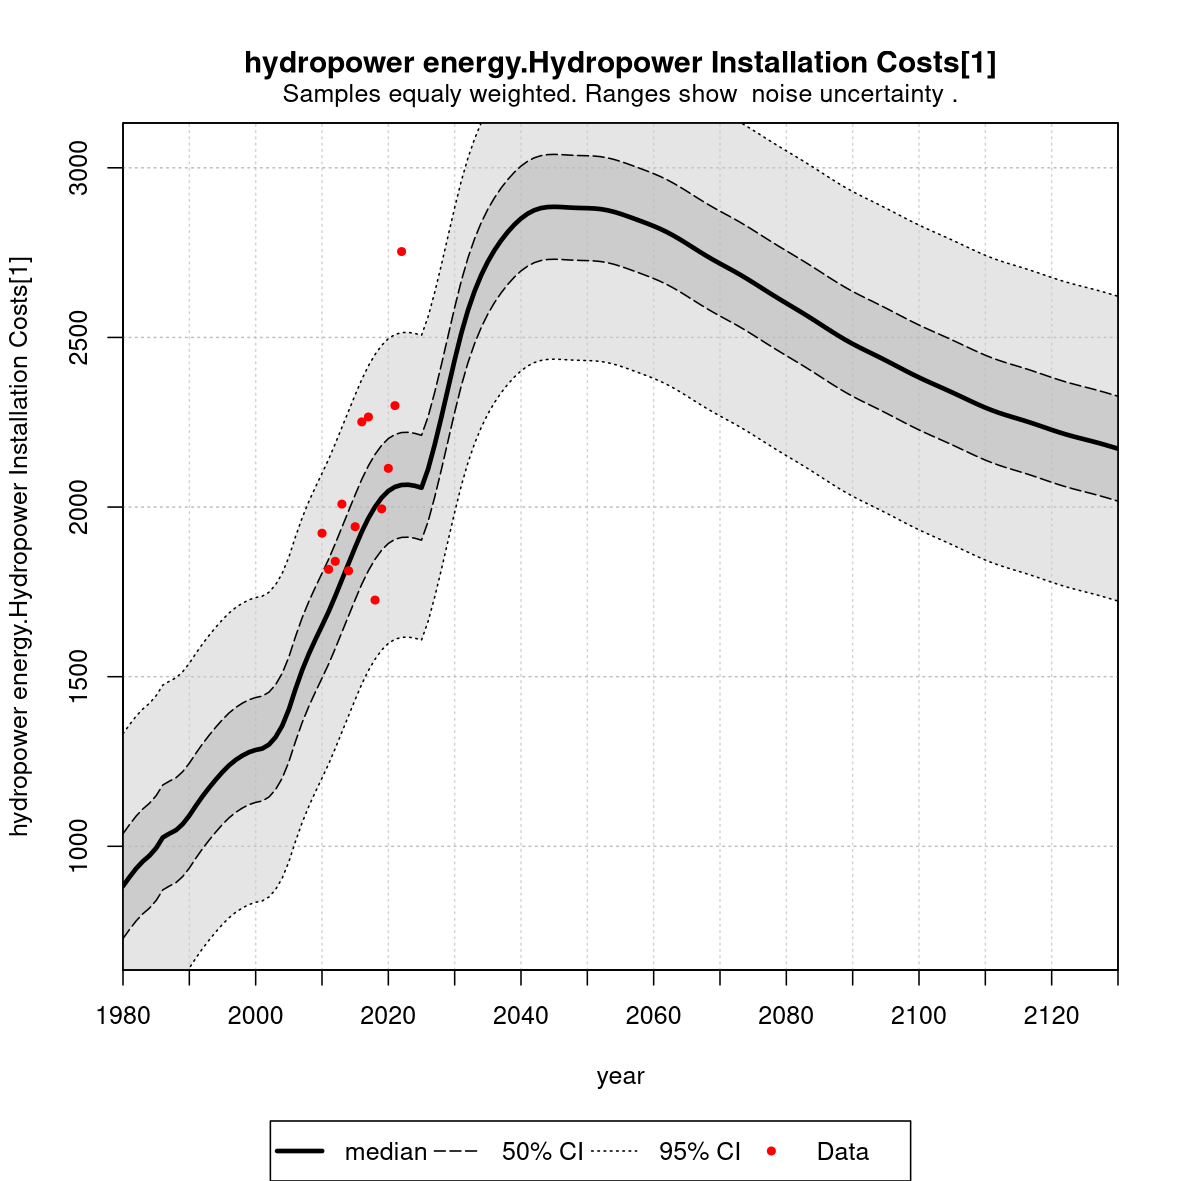 hydropower energy.Hydropower Installation Costs[1]
Samples equaly weighted. Ranges show  noise uncertainty .
hydropower energy.Hydropower Installation Costs[1]
3000
2500
2000
1500
1000
1980 2000 2020 2040 2060 2080 2100 2120
year
median 50% CI 95% CI Data